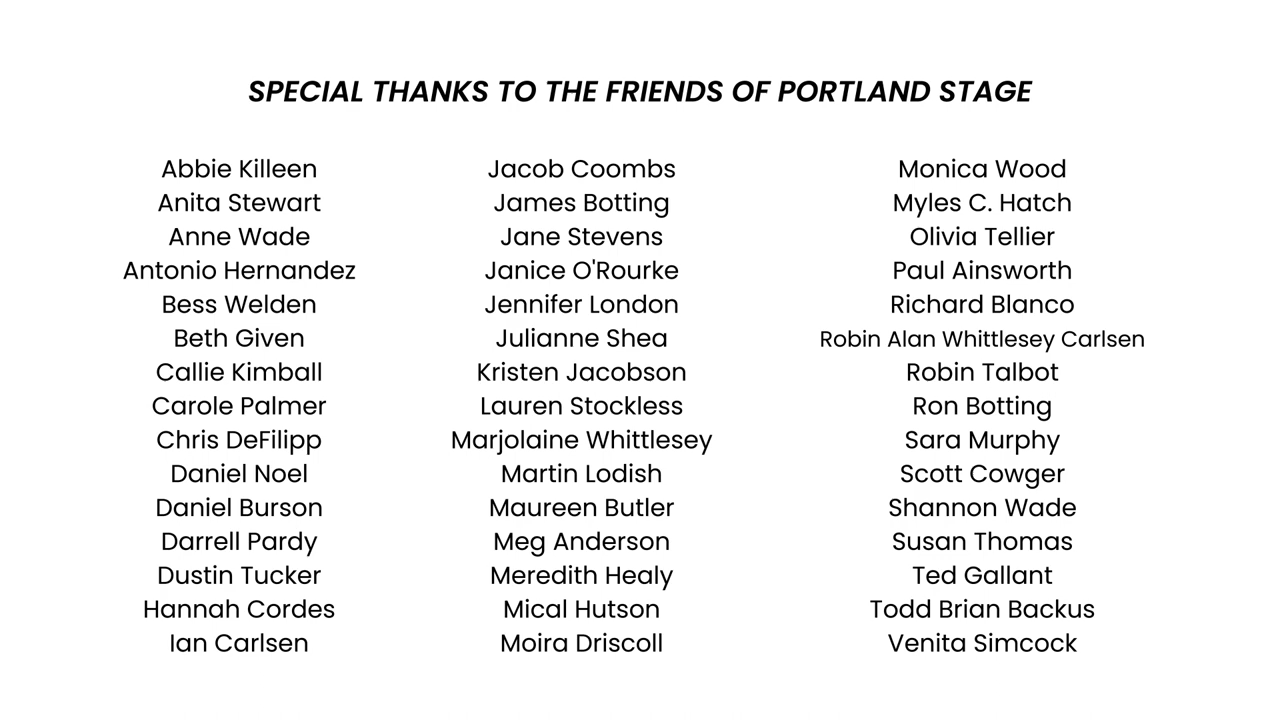 SPECIAL THANKS TO THE FRIENDS OF PORTLAND STAGE
Abbie Killeen
Anita Stewart
Anne Wade
Antonio Hernandez
Bess Welden
Beth Given
Callie Kimball
Carole Palmer
Chris DeFilipp
Daniel Noel
Daniel Burson
Darrell Pardy
Dustin Tucker
Hannah Cordes
Ian Carlsen
Jacob Coombs
James Botting
Jane Stevens
Janice O'Rourke
Jennifer London
Julianne Shea
Kristen Jacobson
Lauren Stockless
Marjolaine Whittlesey
Martin Lodish
Maureen Butler
Meg Anderson
Meredith Healy
Mical Hutson
Moira Driscoll
Monica Wood
Myles C. Hatch
Olivia Tellier
Paul Ainsworth
Richard Blanco
Robin Alan Whittlesey Carlsen
Robin Talbot
Ron Botting
Sara Murphy
Scott Cowger
Shannon Wade
Susan Thomas
Ted Gallant
Todd Brian Backus
Venita Simcock